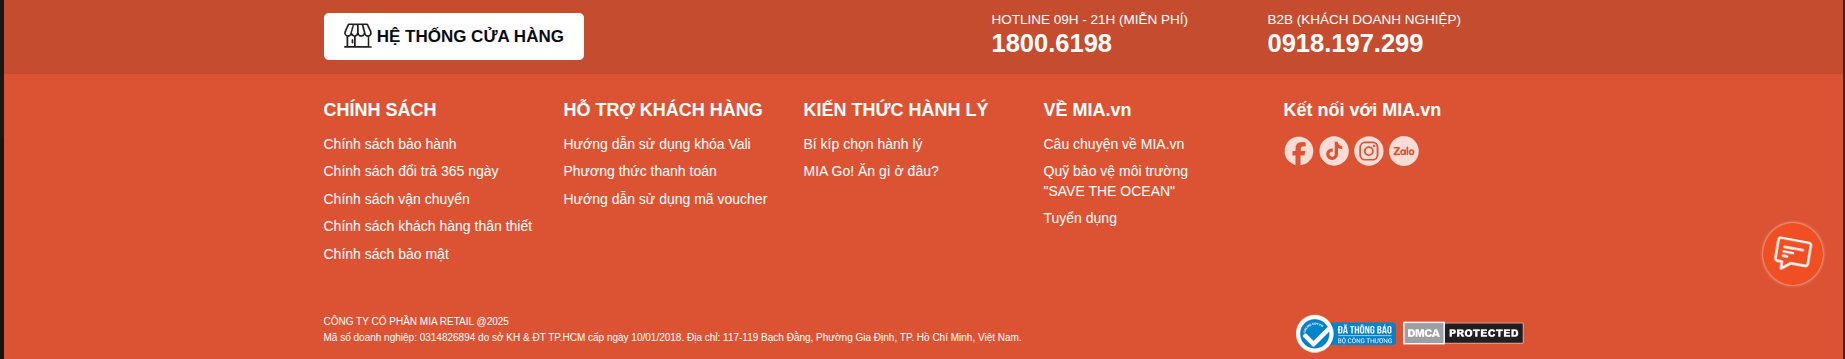 HỆ THỐNG CỬA HÀNG
HOTLINE 09H - 21H (MIỄN PHÍ)
1800.6198
B2B (KHÁCH DOANH NGHIỆP)
0918.197.299
CHÍNH SÁCH
Chính sách bảo hành
Chính sách đổi trả 365 ngày
Chính sách vận chuyển
Chính sách khách hàng thân thiết
Chính sách bảo mật
HỖ TRỢ KHÁCH HÀNG
Hướng dẫn sử dụng khóa Vali
Phương thức thanh toán
Hướng dẫn sử dụng mã voucher
KIẾN THỨC HÀNH LÝ
Bí kíp chọn hành lý
MIA Go! Ăn gì ở đâu?
VỀ MIA.vn
Câu chuyện về MIA.vn
Quỹ bảo vệ môi trường
"SAVE THE OCEAN"
Tuyển dụng
Kết nối với MIA.vn
Zalo
CÔNG TY CỔ PHẦN MIA RETAIL @2025
Mã số doanh nghiệp: 0314826894 do sở KH & ĐT TP.HCM cấp ngày 10/01/2018. Địa chỉ: 117-119 Bạch Đằng, Phường Gia Định, TP. Hồ Chí Minh, Việt Nam.
ĐÃ THÔNG BÁO
BỘ CÔNG THƯƠNG
DMCA PROTECTED